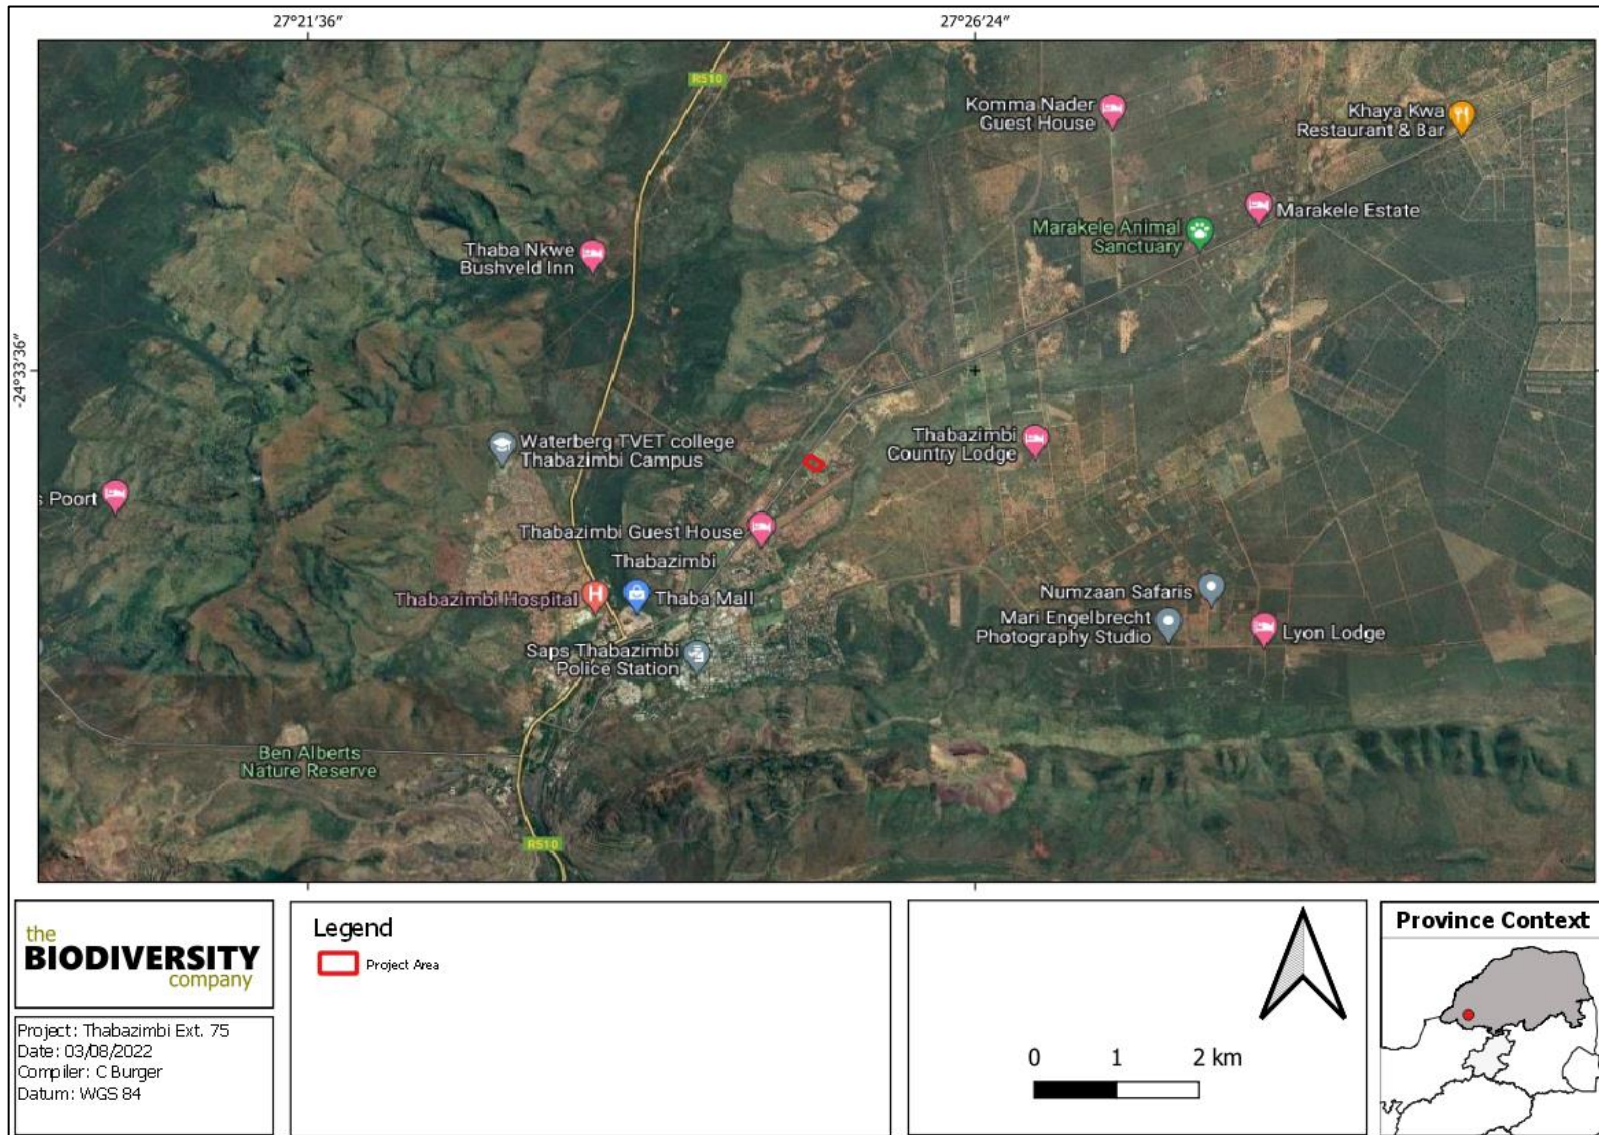 27°21'36"
27°26'24"
R510
Komma Nader
Guest House
Khaya Kwa
Restaurant & Bar
Marakele Estate
Marakele Animal
Sanctuary
Thaba Nkwe
Bushveld Inn
-24°33'36"
Waterberg TVET college
Thabazimbi Campus
Thabazimbi
Country Lodge
s Poort
Thabazimbi Guest House
Thabazimbi
Thabazimbi Hospital
Thaba Mall
Numzaan Safaris
Mari Engelbrecht
Photography Studio
Lyon Lodge
Saps Thabazimbi
Police Station
Ben Alberts
Nature Reserve
R510
the
BIODIVERSITY
company
Project: Thabazimbi Ext. 75
Date: 03/08/2022
Compiler: C Burger
Datum: WGS 84
Legend
Project Area
0 1 2 km
Province Context